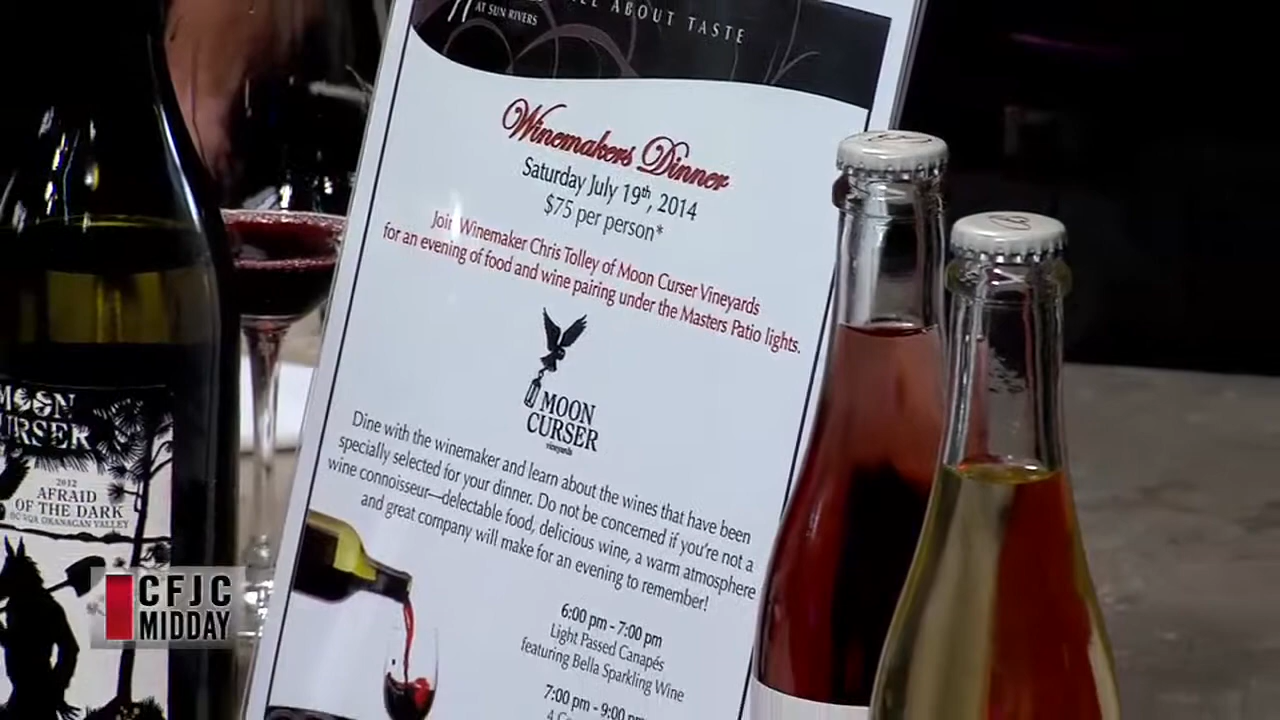 AT SUN RIVERS
ALL ABOUT TASTE
Winemakers Dinner
Saturday July 19th, 2014
$75 per person*
Join Winemaker Chris Tolley of Moon Curser Vineyards
for an evening of food and wine pairing under the Masters Patio lights.
MOON
CURSER
vineyards
Dine with the winemaker and learn about the wines that have been
specially selected for your dinner. Do not be concerned if you're not a
wine connoisseur—delectable food, delicious wine, a warm atmosphere
and great company will make for an evening to remember!
6:00 pm - 7:00 pm
Light Passed Canapés
featuring Bella Sparkling Wine
7:00 pm - 9:00 pm
4
MOON
CURSER
2012
AFRAID
OF THE DARK
OKANAGAN VALLEY
CFJC
MIDDAY